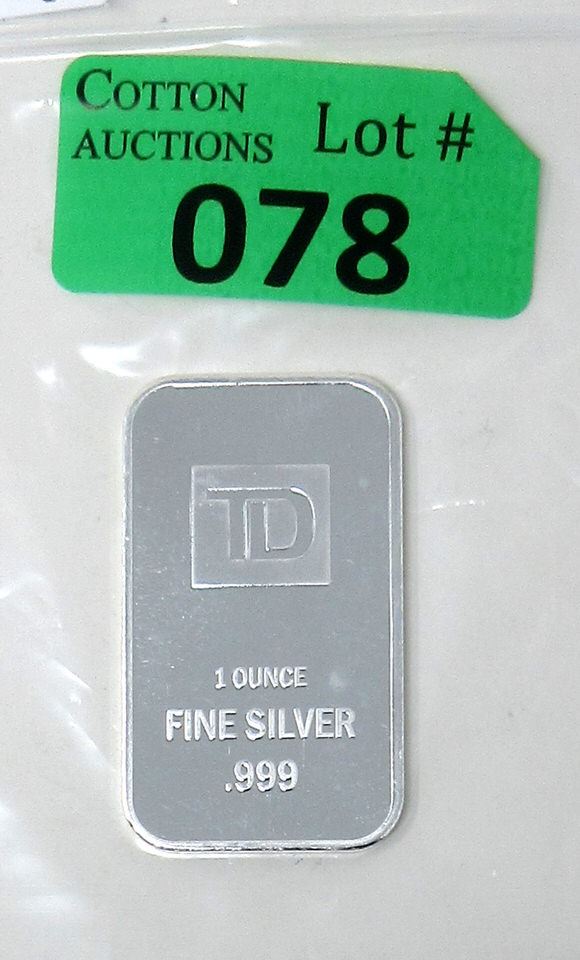 COTTON
AUCTIONS
Lot #
078
TD
1 OUNCE
FINE SILVER
.999